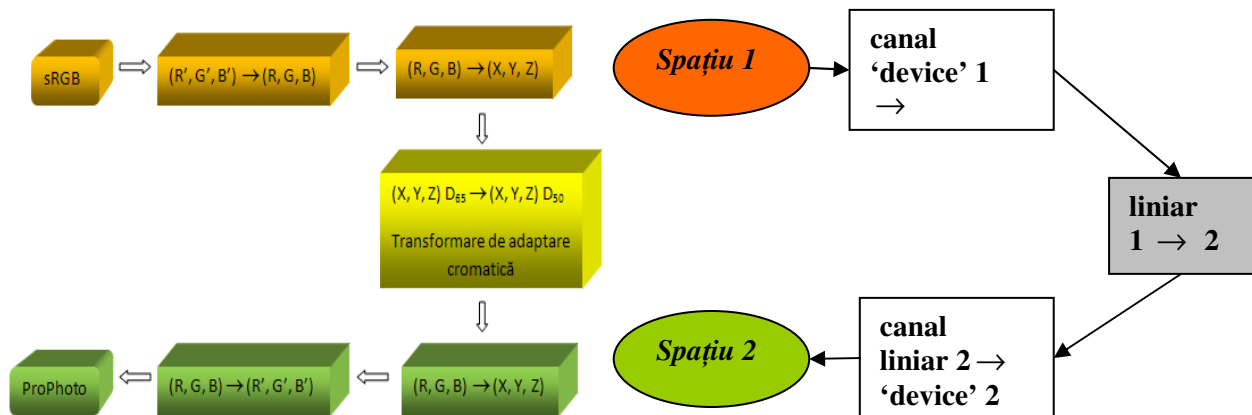 sRGB
(R’, G’, B’) → (R, G, B)
(R, G, B) → (X, Y, Z)
(X, Y, Z) D₆₅ → (X, Y, Z) D₅₀
Transformare de adaptare
cromatică
ProPhoto
(R, G, B) → (R’, G’, B’)
(R, G, B) → (X, Y, Z)
Spațiu 1
canal
‘device’ 1
→
liniar
1 → 2
Spațiu 2
canal
liniar 2 →
‘device’ 2